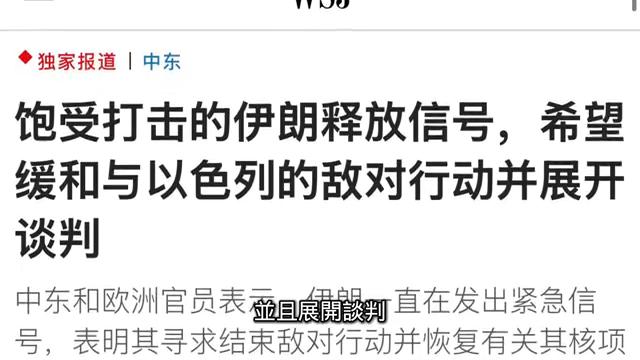 WSJ
独家报道 | 中东
饱受打击的伊朗释放信号，希望
缓和与以色列的敌对行动并展开
谈判
中东和欧洲官员表示，伊朗一直在发出紧急信
並且展開談判
号，表明其寻求结束敌对行动并恢复有关其核项